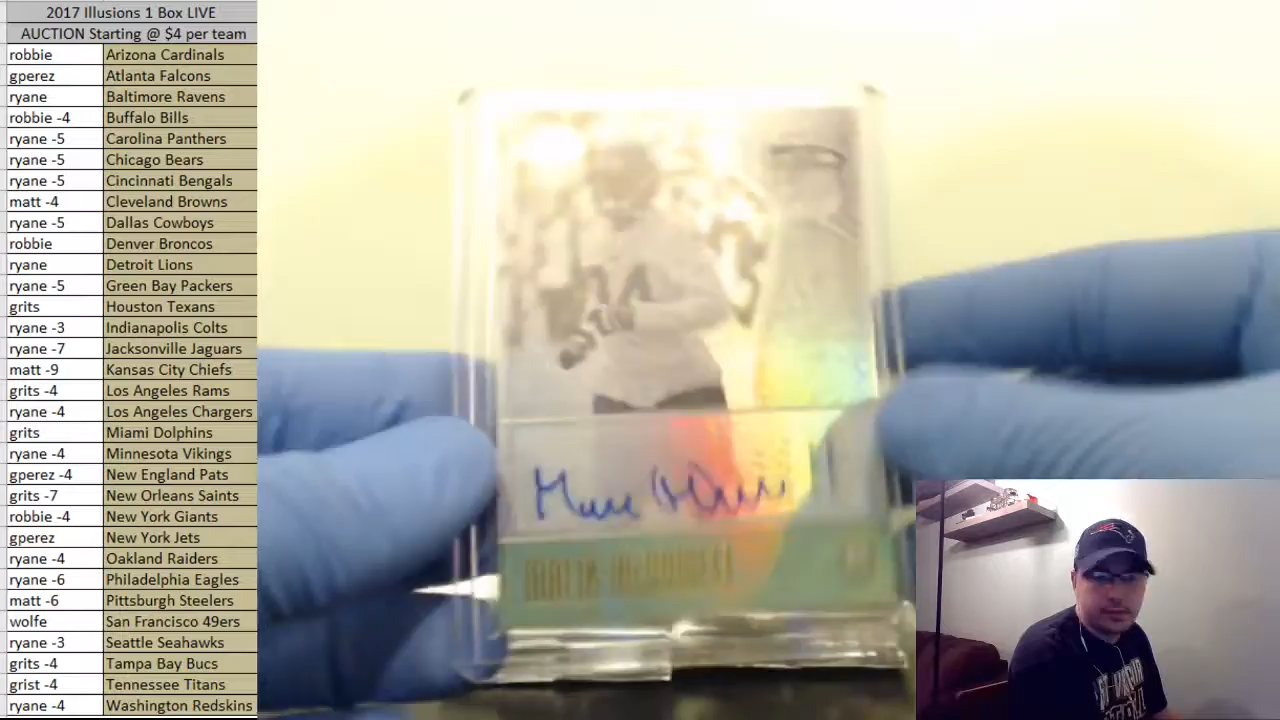 2017 Illusions 1 Box LIVE
AUCTION Starting @ $4 per team
robbie Arizona Cardinals
gperez Atlanta Falcons
ryane Baltimore Ravens
robbie -4 Buffalo Bills
ryane -5 Carolina Panthers
ryane -5 Chicago Bears
ryane -5 Cincinnati Bengals
matt -4 Cleveland Browns
ryane -5 Dallas Cowboys
robbie Denver Broncos
ryane Detroit Lions
ryane -5 Green Bay Packers
grits Houston Texans
ryane -3 Indianapolis Colts
ryane -7 Jacksonville Jaguars
matt -9 Kansas City Chiefs
grits -4 Los Angeles Rams
ryane -4 Los Angeles Chargers
grits Miami Dolphins
ryane -4 Minnesota Vikings
gperez -4 New England Pats
grits -7 New Orleans Saints
robbie -4 New York Giants
gperez New York Jets
ryane -4 Oakland Raiders
ryane -6 Philadelphia Eagles
matt -6 Pittsburgh Steelers
wolfe San Francisco 49ers
ryane -3 Seattle Seahawks
grits -4 Tampa Bay Bucs
grist -4 Tennessee Titans
ryane -4 Washington Redskins
MALIK McDOWELL